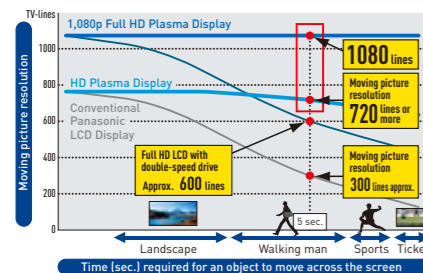 TV-lines
1,080p Full HD Plasma Display
1000
1080 lines
HD Plasma Display
800
Moving picture
resolution
720 lines or
more
Conventional
Panasonic
LCD Display
600
Full HD LCD with
double-speed drive
Approx. 600 lines
400
Moving picture
resolution
300 lines approx.
200
5 sec.
0
Moving picture resolution
Landscape
Walking man
Sports
Ticke
Time (sec.) required for an object to move across the screen